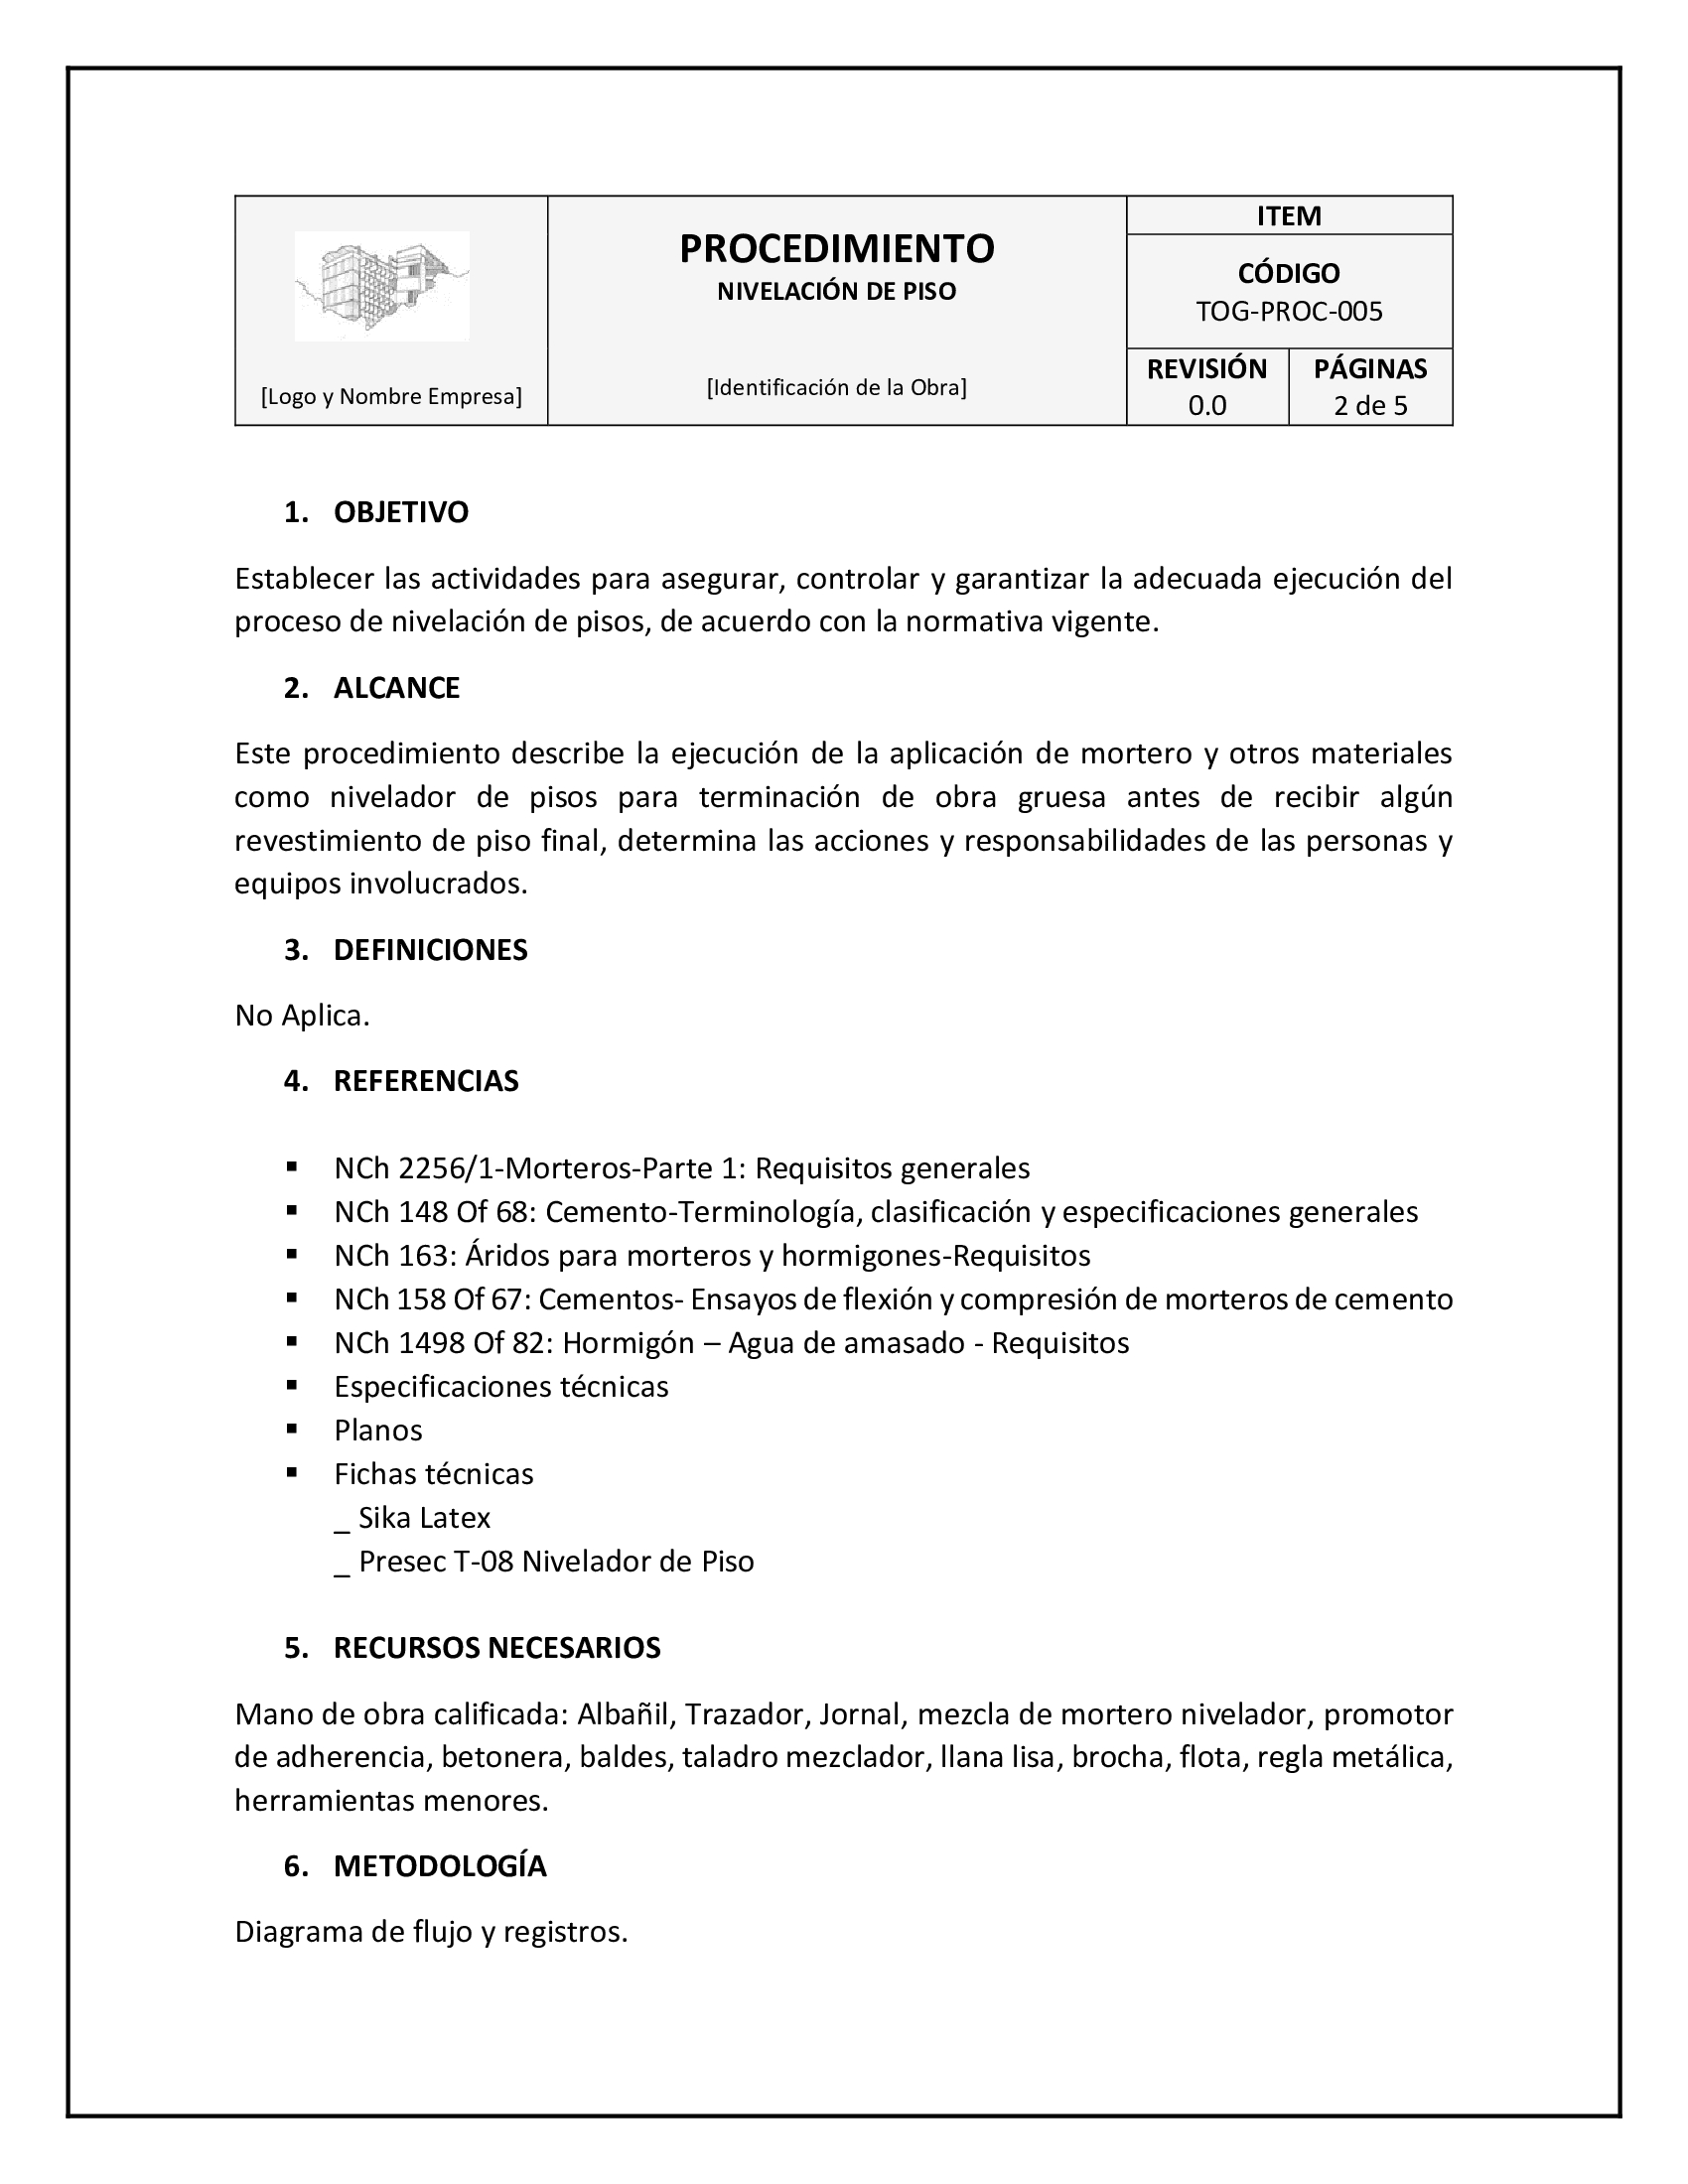 PROCEDIMIENTO
NIVELACIÓN DE PISO
[Logo y Nombre Empresa]
[Identificación de la Obra]
ITEM
CÓDIGO
TOG-PROC-005
REVISIÓN
0.0
PÁGINAS
2 de 5
1. OBJETIVO
Establecer las actividades para asegurar, controlar y garantizar la adecuada ejecución del
proceso de nivelación de pisos, de acuerdo con la normativa vigente.
2. ALCANCE
Este procedimiento describe la ejecución de la aplicación de mortero y otros materiales
como nivelador de pisos para terminación de obra gruesa antes de recibir algún
revestimiento de piso final, determina las acciones y responsabilidades de las personas y
equipos involucrados.
3. DEFINICIONES
No Aplica.
4. REFERENCIAS
▪ NCh 2256/1-Morteros-Parte 1: Requisitos generales
▪ NCh 148 Of 68: Cemento-Terminología, clasificación y especificaciones generales
▪ NCh 163: Áridos para morteros y hormigones-Requisitos
▪ NCh 158 Of 67: Cementos- Ensayos de flexión y compresión de morteros de cemento
▪ NCh 1498 Of 82: Hormigón – Agua de amasado - Requisitos
▪ Especificaciones técnicas
▪ Planos
▪ Fichas técnicas
_ Sika Latex
_ Presec T-08 Nivelador de Piso
5. RECURSOS NECESARIOS
Mano de obra calificada: Albañil, Trazador, Jornal, mezcla de mortero nivelador, promotor
de adherencia, betonera, baldes, taladro mezclador, llana lisa, brocha, flota, regla metálica,
herramientas menores.
6. METODOLOGÍA
Diagrama de flujo y registros.